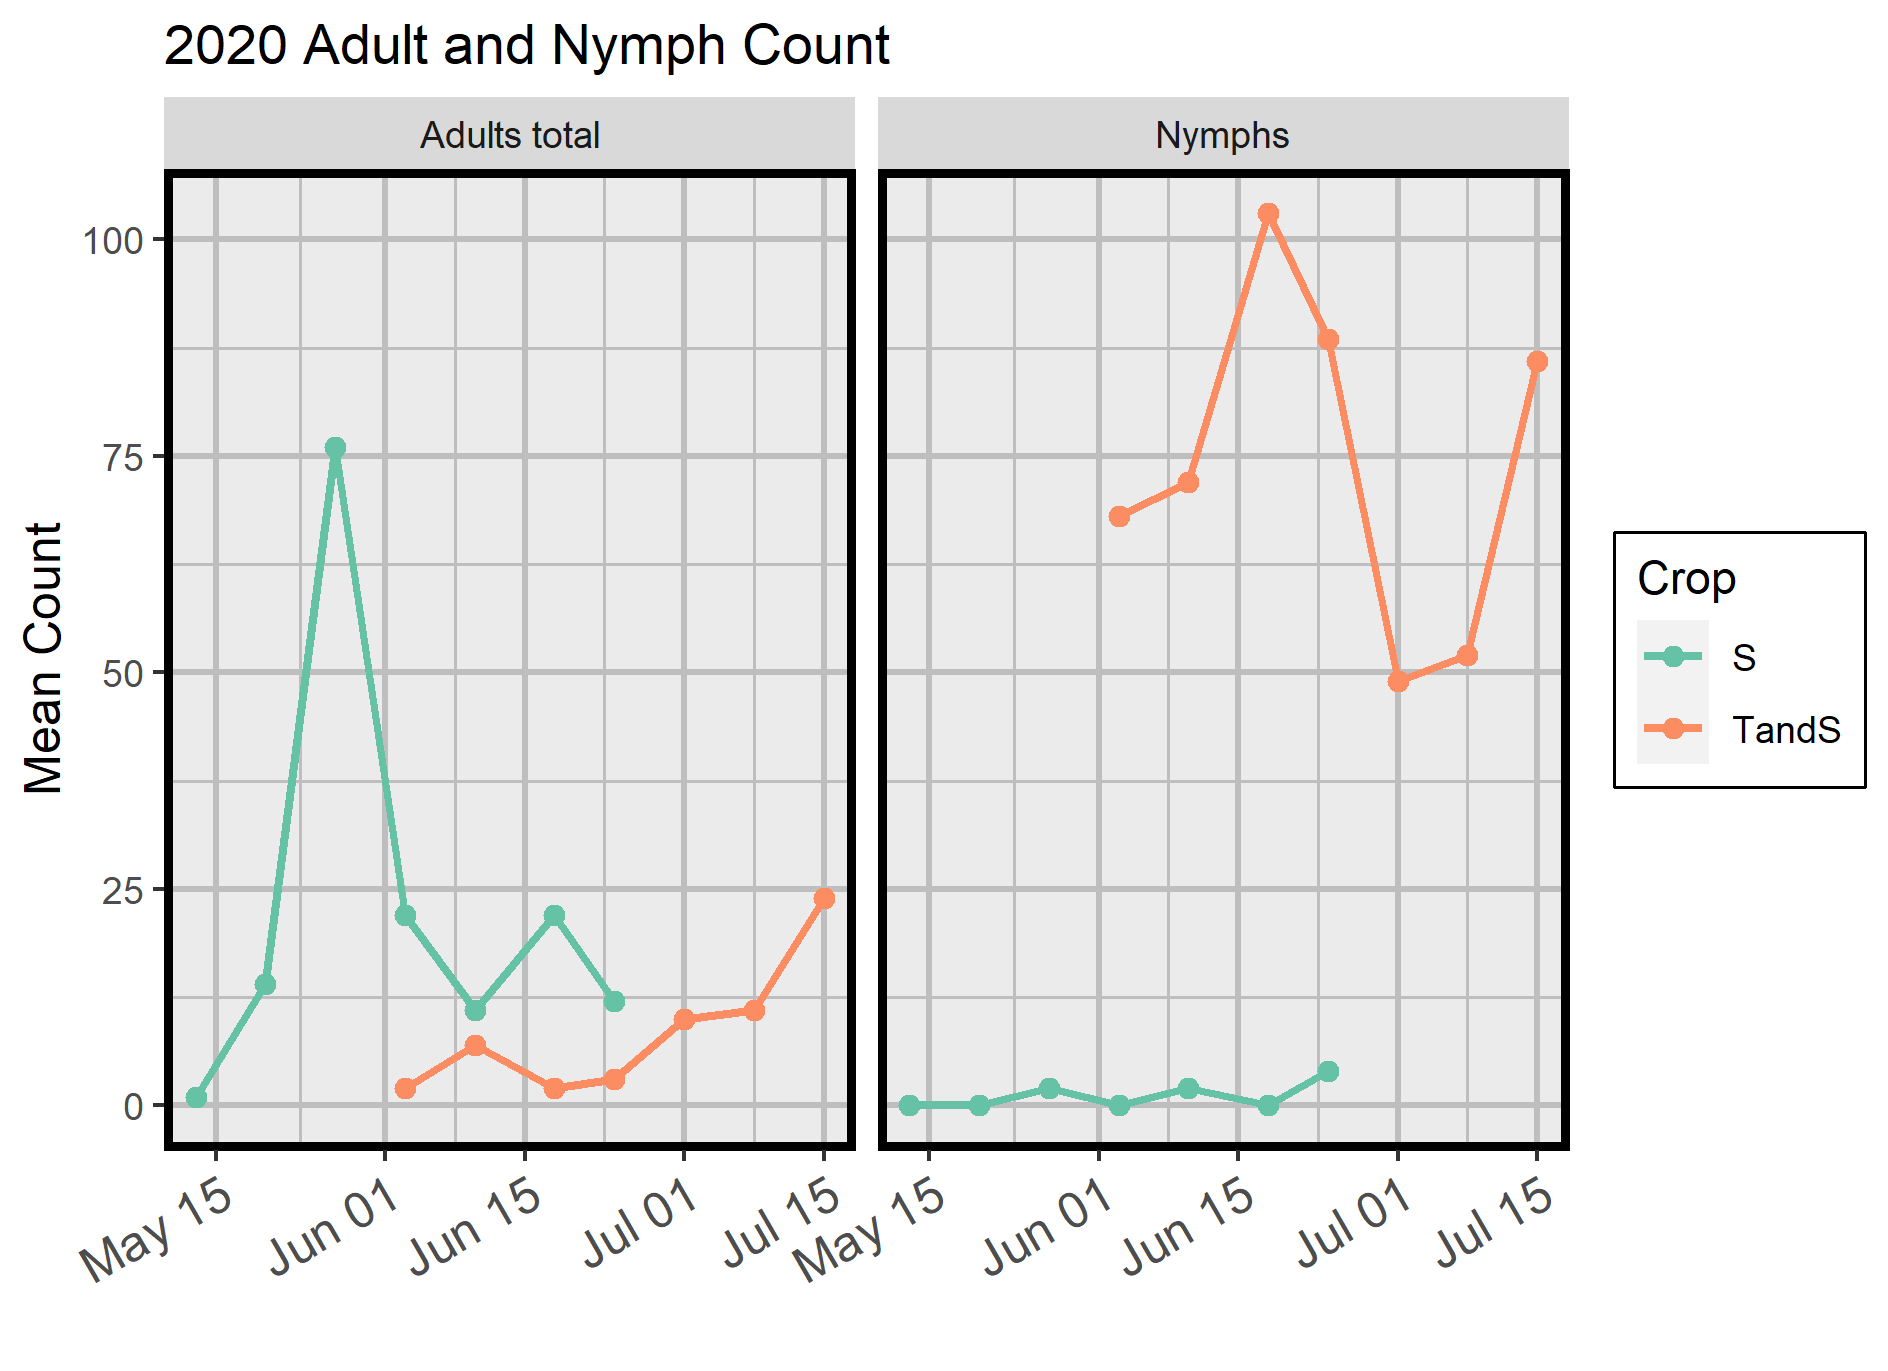 2020 Adult and Nymph Count
Adults total
Nymphs
Mean Count
100
75
50
25
0
May 15
Jun 01
Jun 15
Jul 01
Jul 15
May 15
Jun 01
Jun 15
Jul 01
Jul 15
Crop
S
TandS